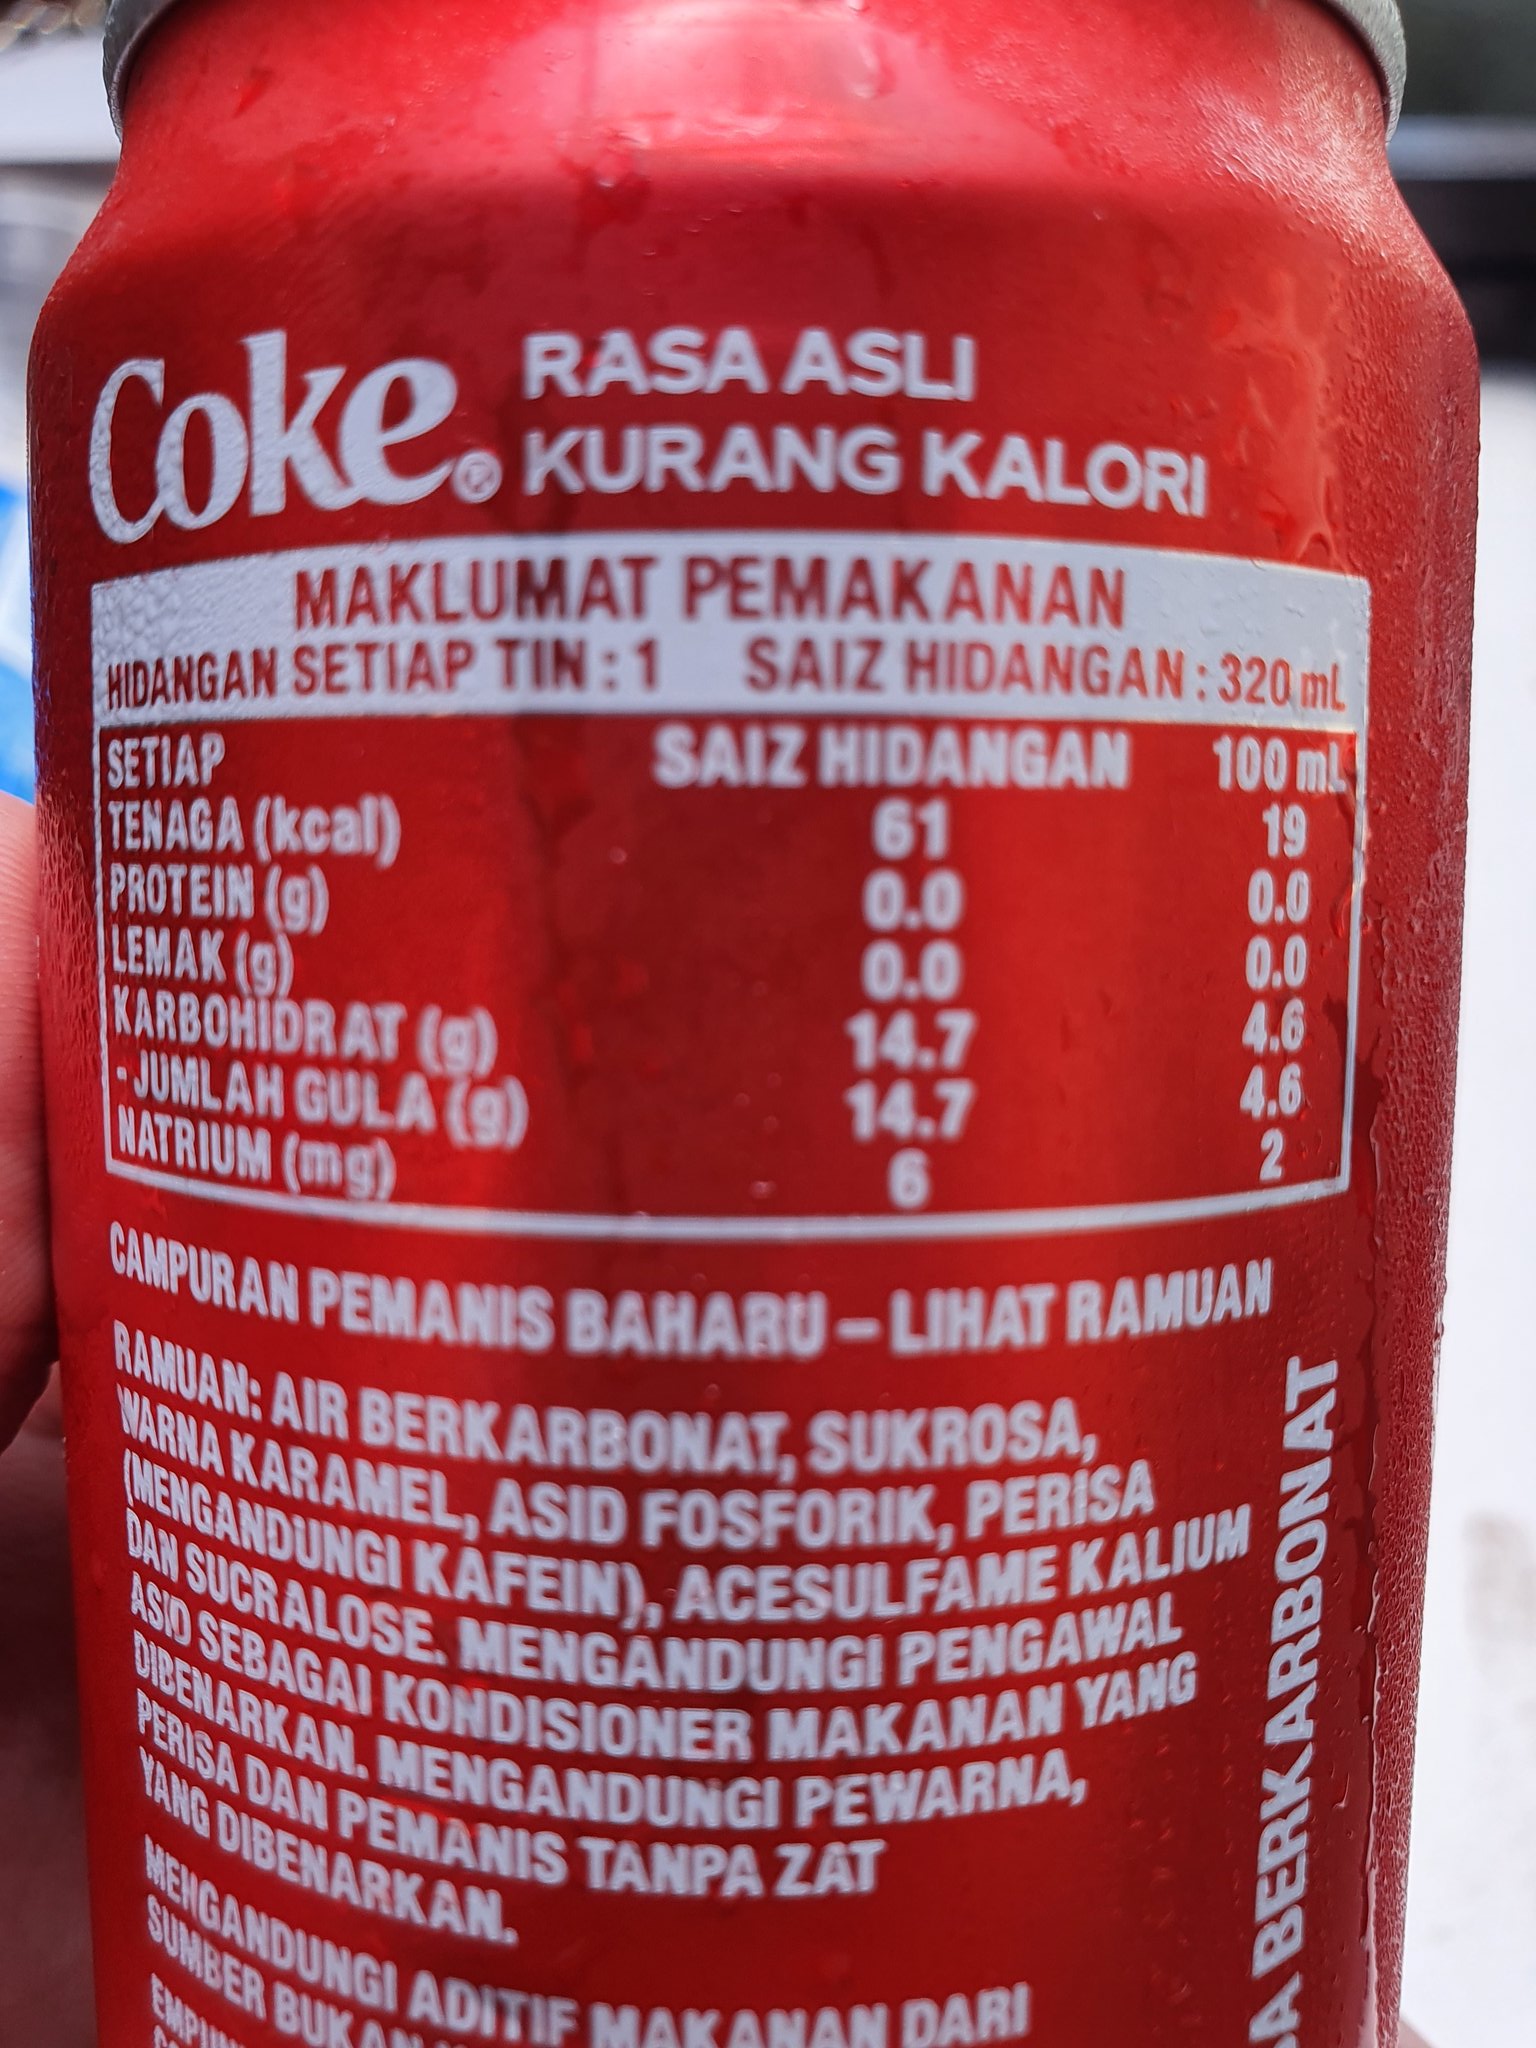 Coke® RASA ASLI
KURANG KALORI
MAKLUMAT PEMAKANAN
HIDANGAN SETIAP TIN : 1 SAIZ HIDANGAN : 320 mL
SETIAP SAIZ HIDANGAN 100 mL
TENAGA (kcal) 61 19
PROTEIN (g) 0.0 0.0
LEMAK (g) 0.0 0.0
KARBOHIDRAT (g) 14.7 4.6
- JUMLAH GULA (g) 14.7 4.6
NATRIUM (mg) 6 2
CAMPURAN PEMANIS BAHARU – LIHAT RAMUAN
RAMUAN: AIR BERKARBONAT, SUKROSA,
WARNA KARAMEL, ASID FOSFORIK, PERISA
(MENGANDUNGI KAFEIN), ACESULFAME KALIUM
DAN SUCRALOSE. MENGANDUNGI PENGAWAL
ASID SEBAGAI KONDISIONER MAKANAN YANG
DIBENARKAN. MENGANDUNGI PEWARNA,
PERISA DAN PEMANIS TANPA ZAT
YANG DIBENARKAN.
MENGANDUNGI ADITIF MAKANAN DARI
SUMBER BUKAN
BERKARBONAT